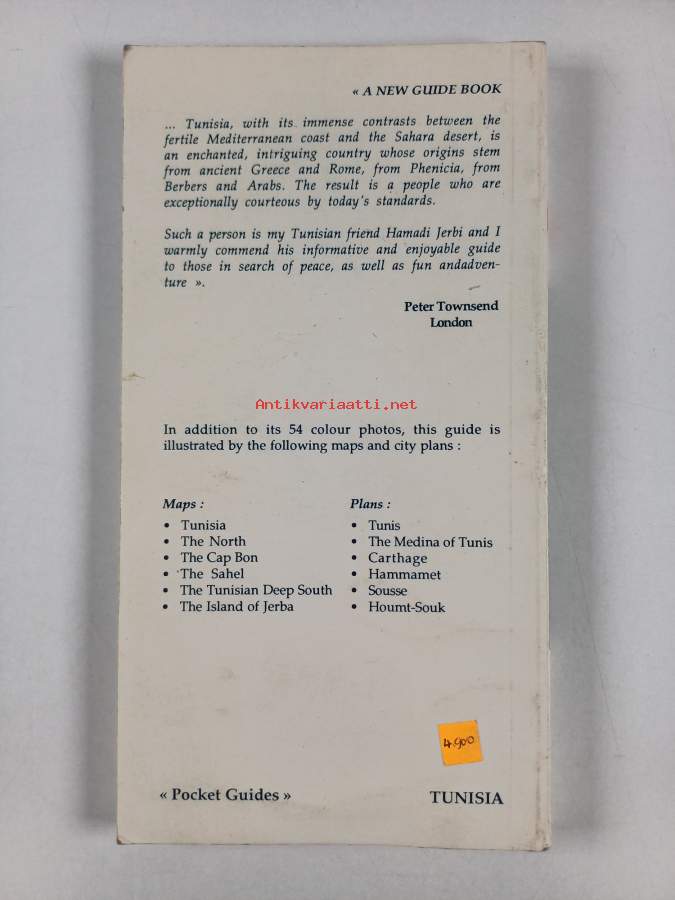 « A NEW GUIDE BOOK
... Tunisia, with its immense contrasts between the
fertile Mediterranean coast and the Sahara desert, is
an enchanted, intriguing country whose origins stem
from ancient Greece and Rome, from Phenicia, from
Berbers and Arabs. The result is a people who are
exceptionally courteous by today's standards.
Such a person is my Tunisian friend Hamadi Jerbi and I
warmly commend his informative and enjoyable guide
to those in search of peace, as well as fun andadven-
ture ».
Peter Townsend
London
Antikvariaatti.net
In addition to its 54 colour photos, this guide is
illustrated by the following maps and city plans :
Maps :
• Tunisia
• The North
• The Cap Bon
• The Sahel
• The Tunisian Deep South
• The Island of Jerba
Plans :
• Tunis
• The Medina of Tunis
• Carthage
• Hammamet
• Sousse
• Houmt-Souk
4.900
« Pocket Guides »
TUNISIA